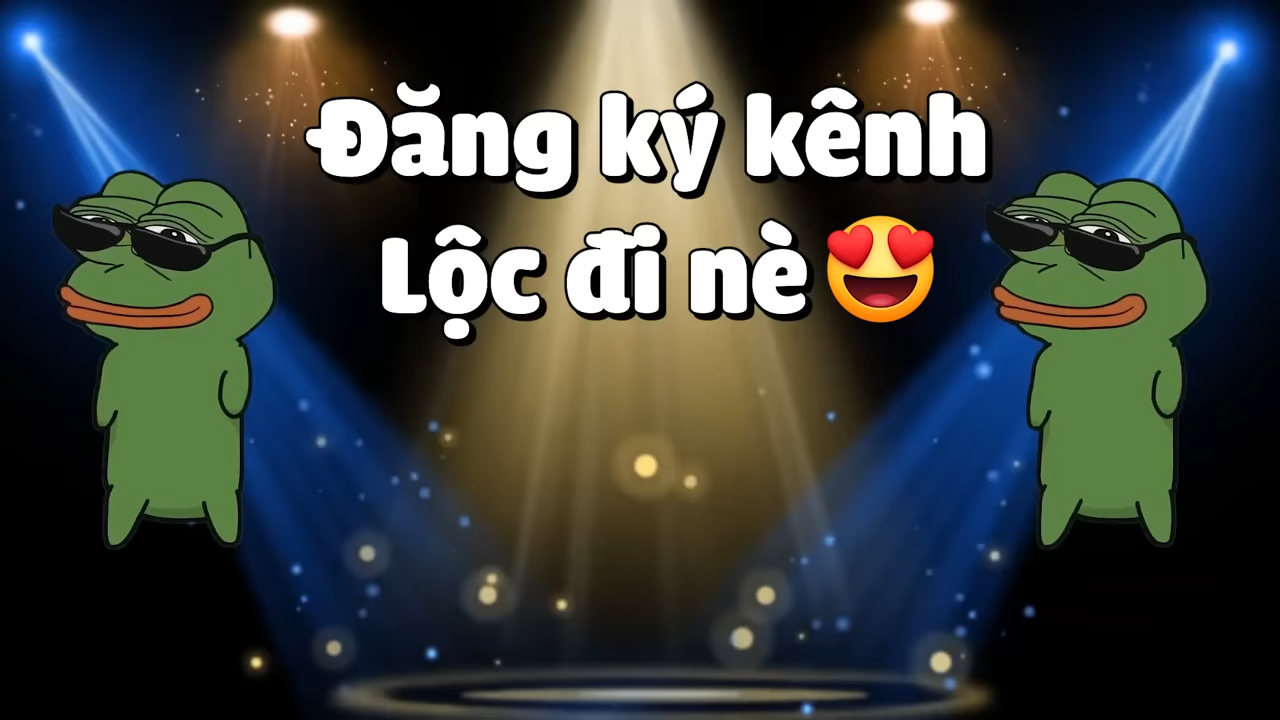 Đăng ký kênh
Lộc đi nè 😍